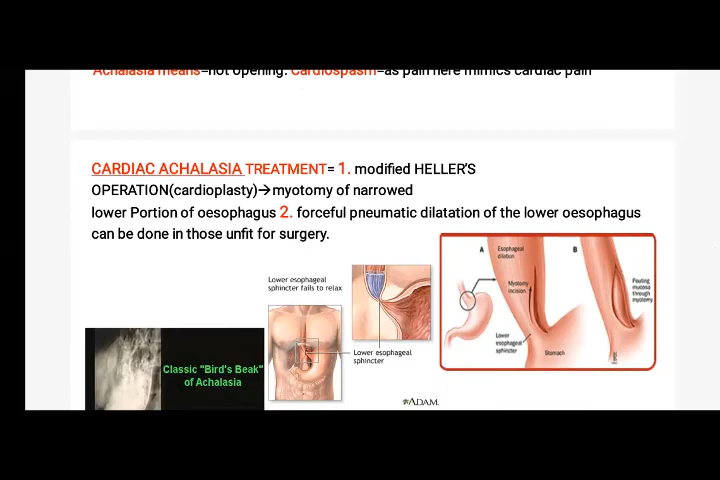 Achalasia means=not opening. Cardiospasm=as pain here mimics cardiac pain
CARDIAC ACHALASIA TREATMENT= 1. modified HELLER'S
OPERATION(cardioplasty)→myotomy of narrowed
lower Portion of oesophagus 2. forceful pneumatic dilatation of the lower oesophagus
can be done in those unfit for surgery.
Lower esophageal
sphincter fails to relax
Lower esophageal
sphincter
Classic "Bird's Beak"
of Achalasia
A
Esophageal
dilation
Myotomy
incision
Lower
esophageal
sphincter
Stomach
B
Pouting
mucosa
through
myotomy
ADAM.